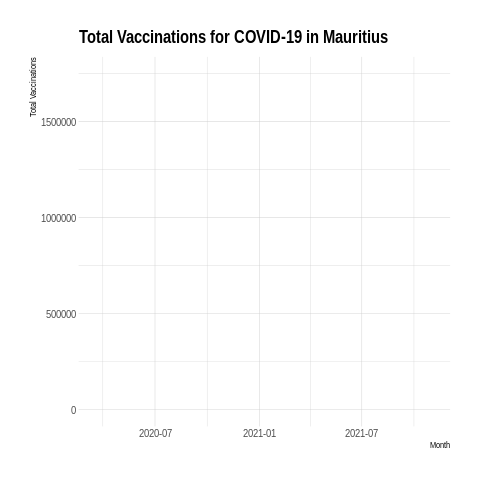 Total Vaccinations for COVID-19 in Mauritius
Total Vaccinations
1500000
1000000
500000
0
2020-07 2021-01 2021-07
Month